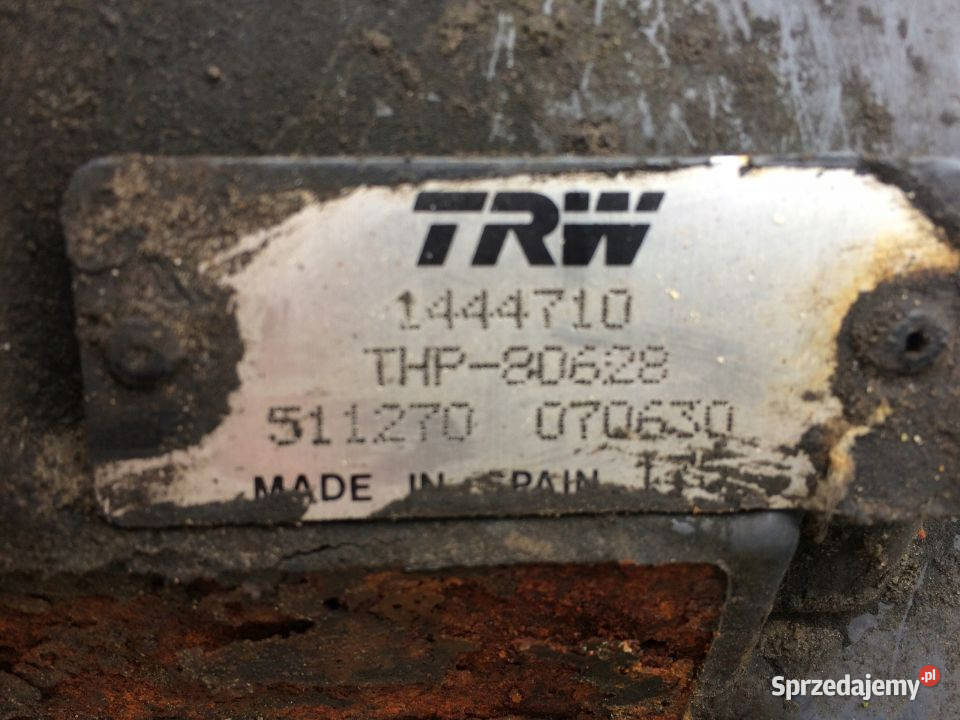 TRW
1444710
THP-80628
511270 070630
MADE IN SPAIN
Sprzedajemy.pl